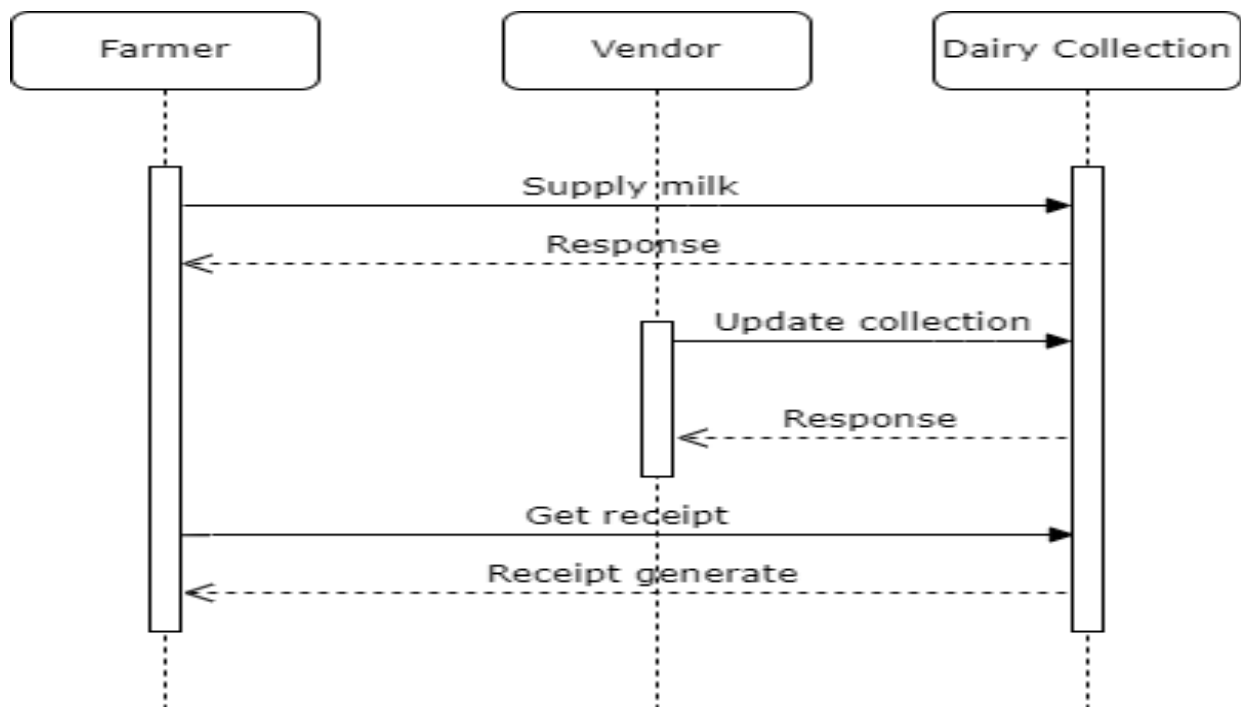 Farmer
Vendor
Dairy Collection
Supply milk
Response
Update collection
Response
Get receipt
Receipt generate